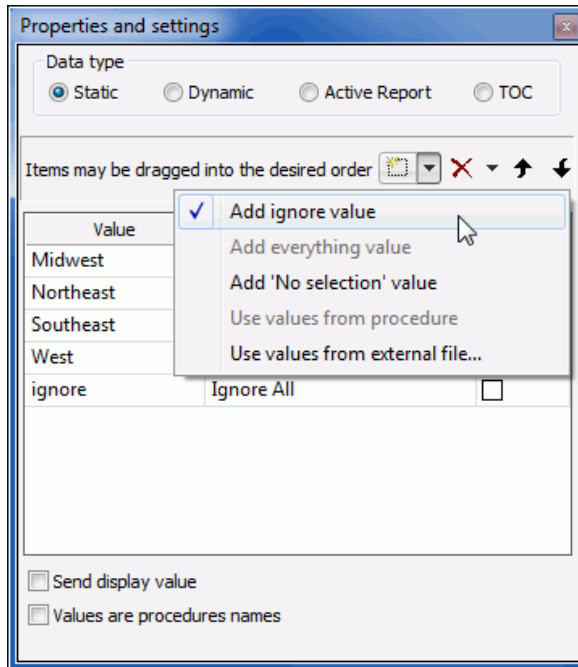 Properties and settings
Data type
Static Dynamic Active Report TOC
Items may be dragged into the desired order
Add ignore value
Add everything value
Add 'No selection' value
Use values from procedure
Use values from external file...
Value
Midwest
Northeast
Southeast
West
ignore Ignore All
Send display value
Values are procedures names